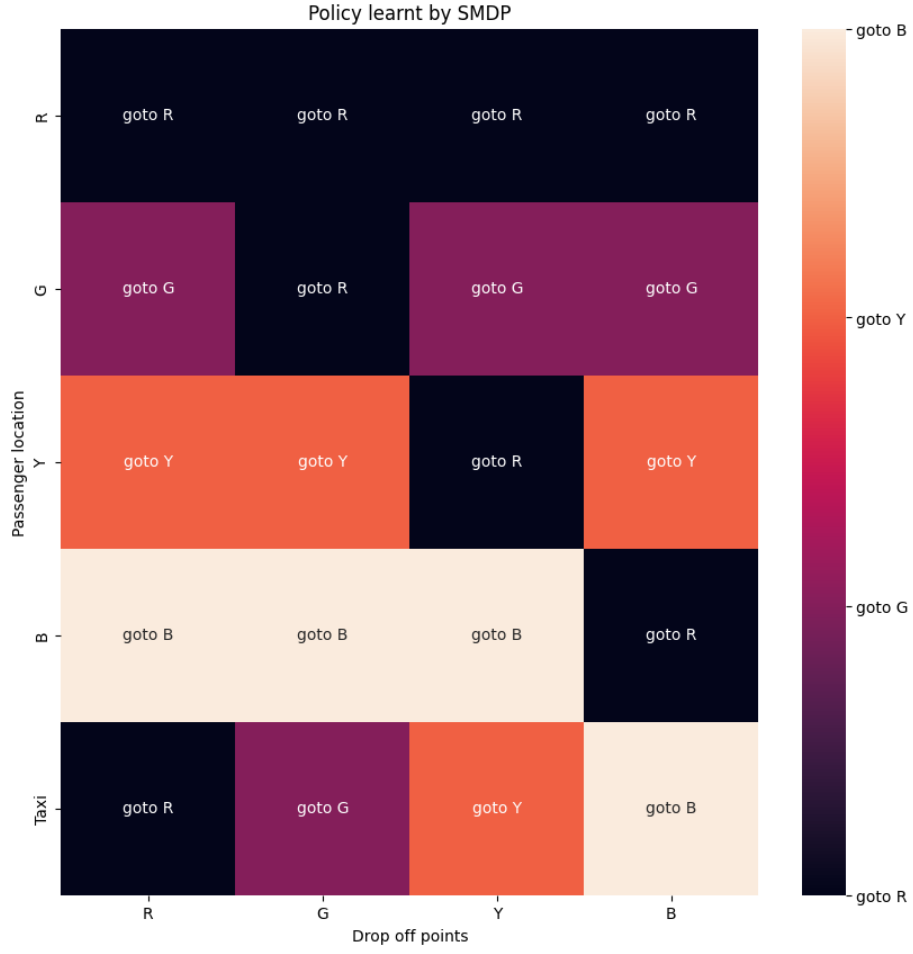 Policy learnt by SMDP
goto B
R
goto R goto R goto R goto R
G
goto G goto R goto G goto G
goto Y
Passenger location
Y
goto Y goto Y goto R goto Y
goto G
B
goto B goto B goto B goto R
Taxi
goto R goto G goto Y goto B
goto R
R G Y B
Drop off points